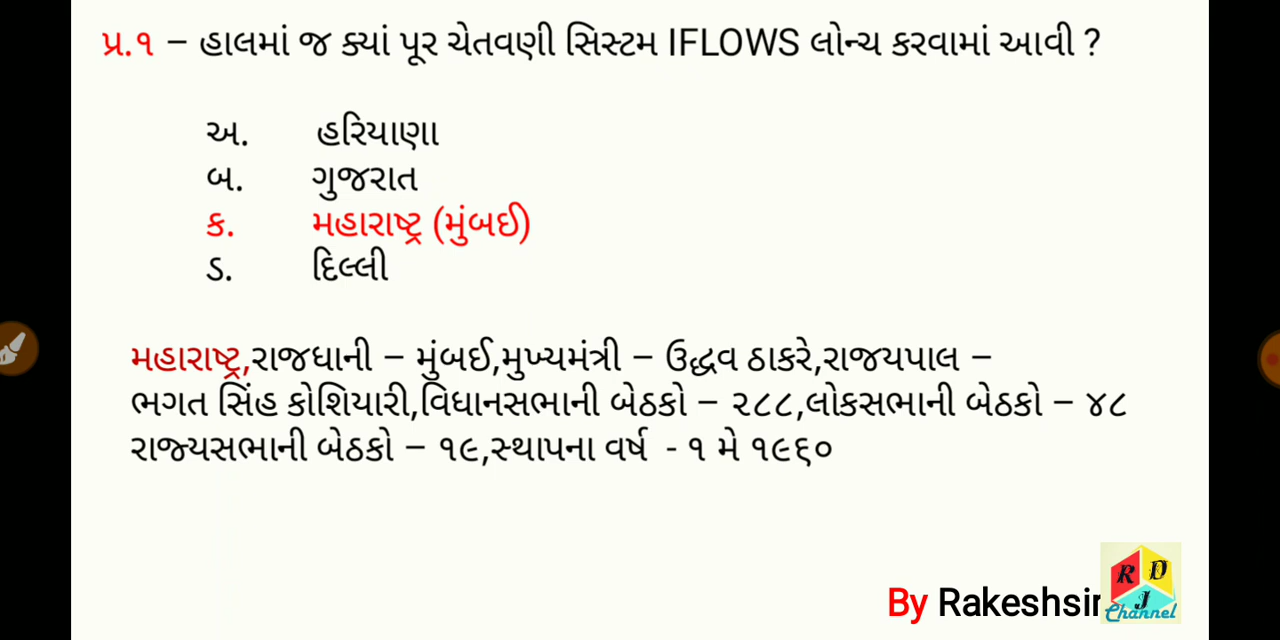 પ્ર.૧ – હાલમાં જ ક્યાં પૂર ચેતવણી સિસ્ટમ IFLOWS લોન્ચ કરવામાં આવી ?
અ. હરિયાણા
બ. ગુજરાત
ક. મહારાષ્ટ્ર (મુંબઈ)
ડ. દિલ્લી
મહારાષ્ટ્ર,રાજધાની – મુંબઈ,મુખ્યમંત્રી – ઉદ્ધવ ઠાકરે,રાજયપાલ –
ભગત સિંહ કોશિયારી,વિધાનસભાની બેઠકો – ૨૮૮,લોકસભાની બેઠકો – ૪૮
રાજ્યસભાની બેઠકો – ૧૯,સ્થાપના વર્ષ - ૧ મે ૧૯૬૦
By Rakeshsir
R D
J
Channel